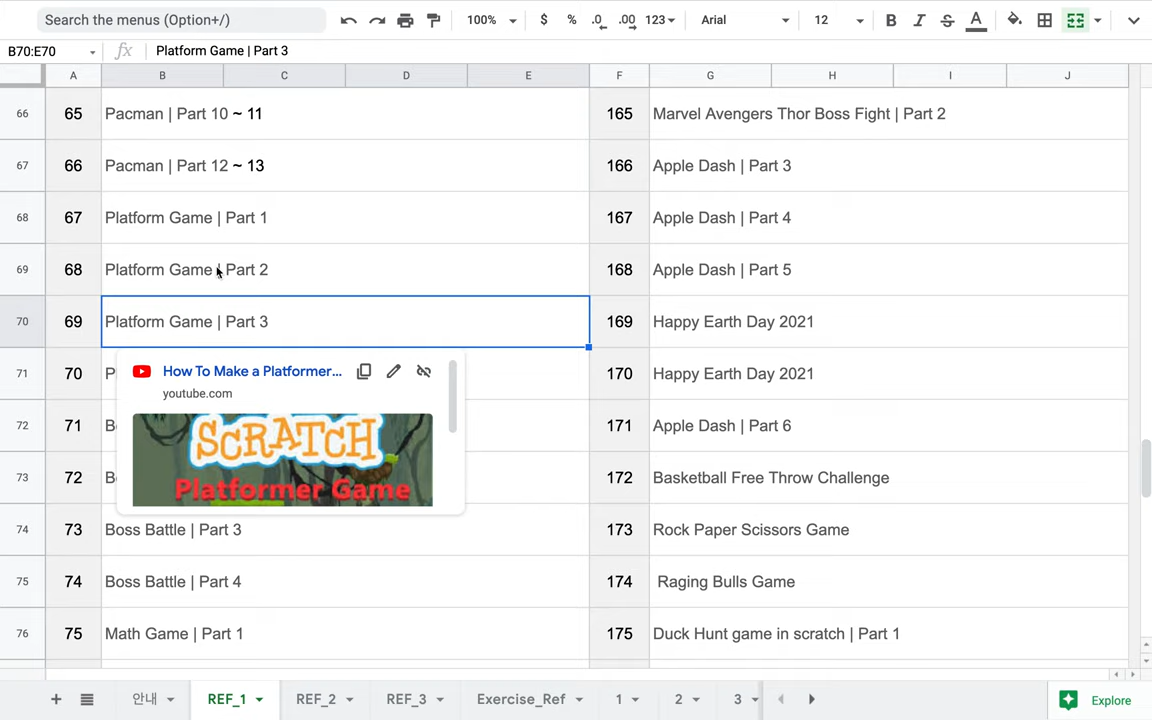 Search the menus (Option+/)
100%
$
%
.0
.00
123
Arial
12
B
I
S
A
B70:E70
fx
Platform Game | Part 3
A
B
C
D
E
F
G
H
I
J
66
65
Pacman | Part 10 ~ 11
165
Marvel Avengers Thor Boss Fight | Part 2
67
66
Pacman | Part 12 ~ 13
166
Apple Dash | Part 3
68
67
Platform Game | Part 1
167
Apple Dash | Part 4
69
68
Platform Game | Part 2
168
Apple Dash | Part 5
70
69
Platform Game | Part 3
169
Happy Earth Day 2021
71
70
P
170
Happy Earth Day 2021
How To Make a Platformer...
youtube.com
SCRATCH
Platformer Game
72
71
B
171
Apple Dash | Part 6
73
72
B
172
Basketball Free Throw Challenge
74
73
Boss Battle | Part 3
173
Rock Paper Scissors Game
75
74
Boss Battle | Part 4
174
Raging Bulls Game
76
75
Math Game | Part 1
175
Duck Hunt game in scratch | Part 1
안내
REF_1
REF_2
REF_3
Exercise_Ref
1
2
3
Explore